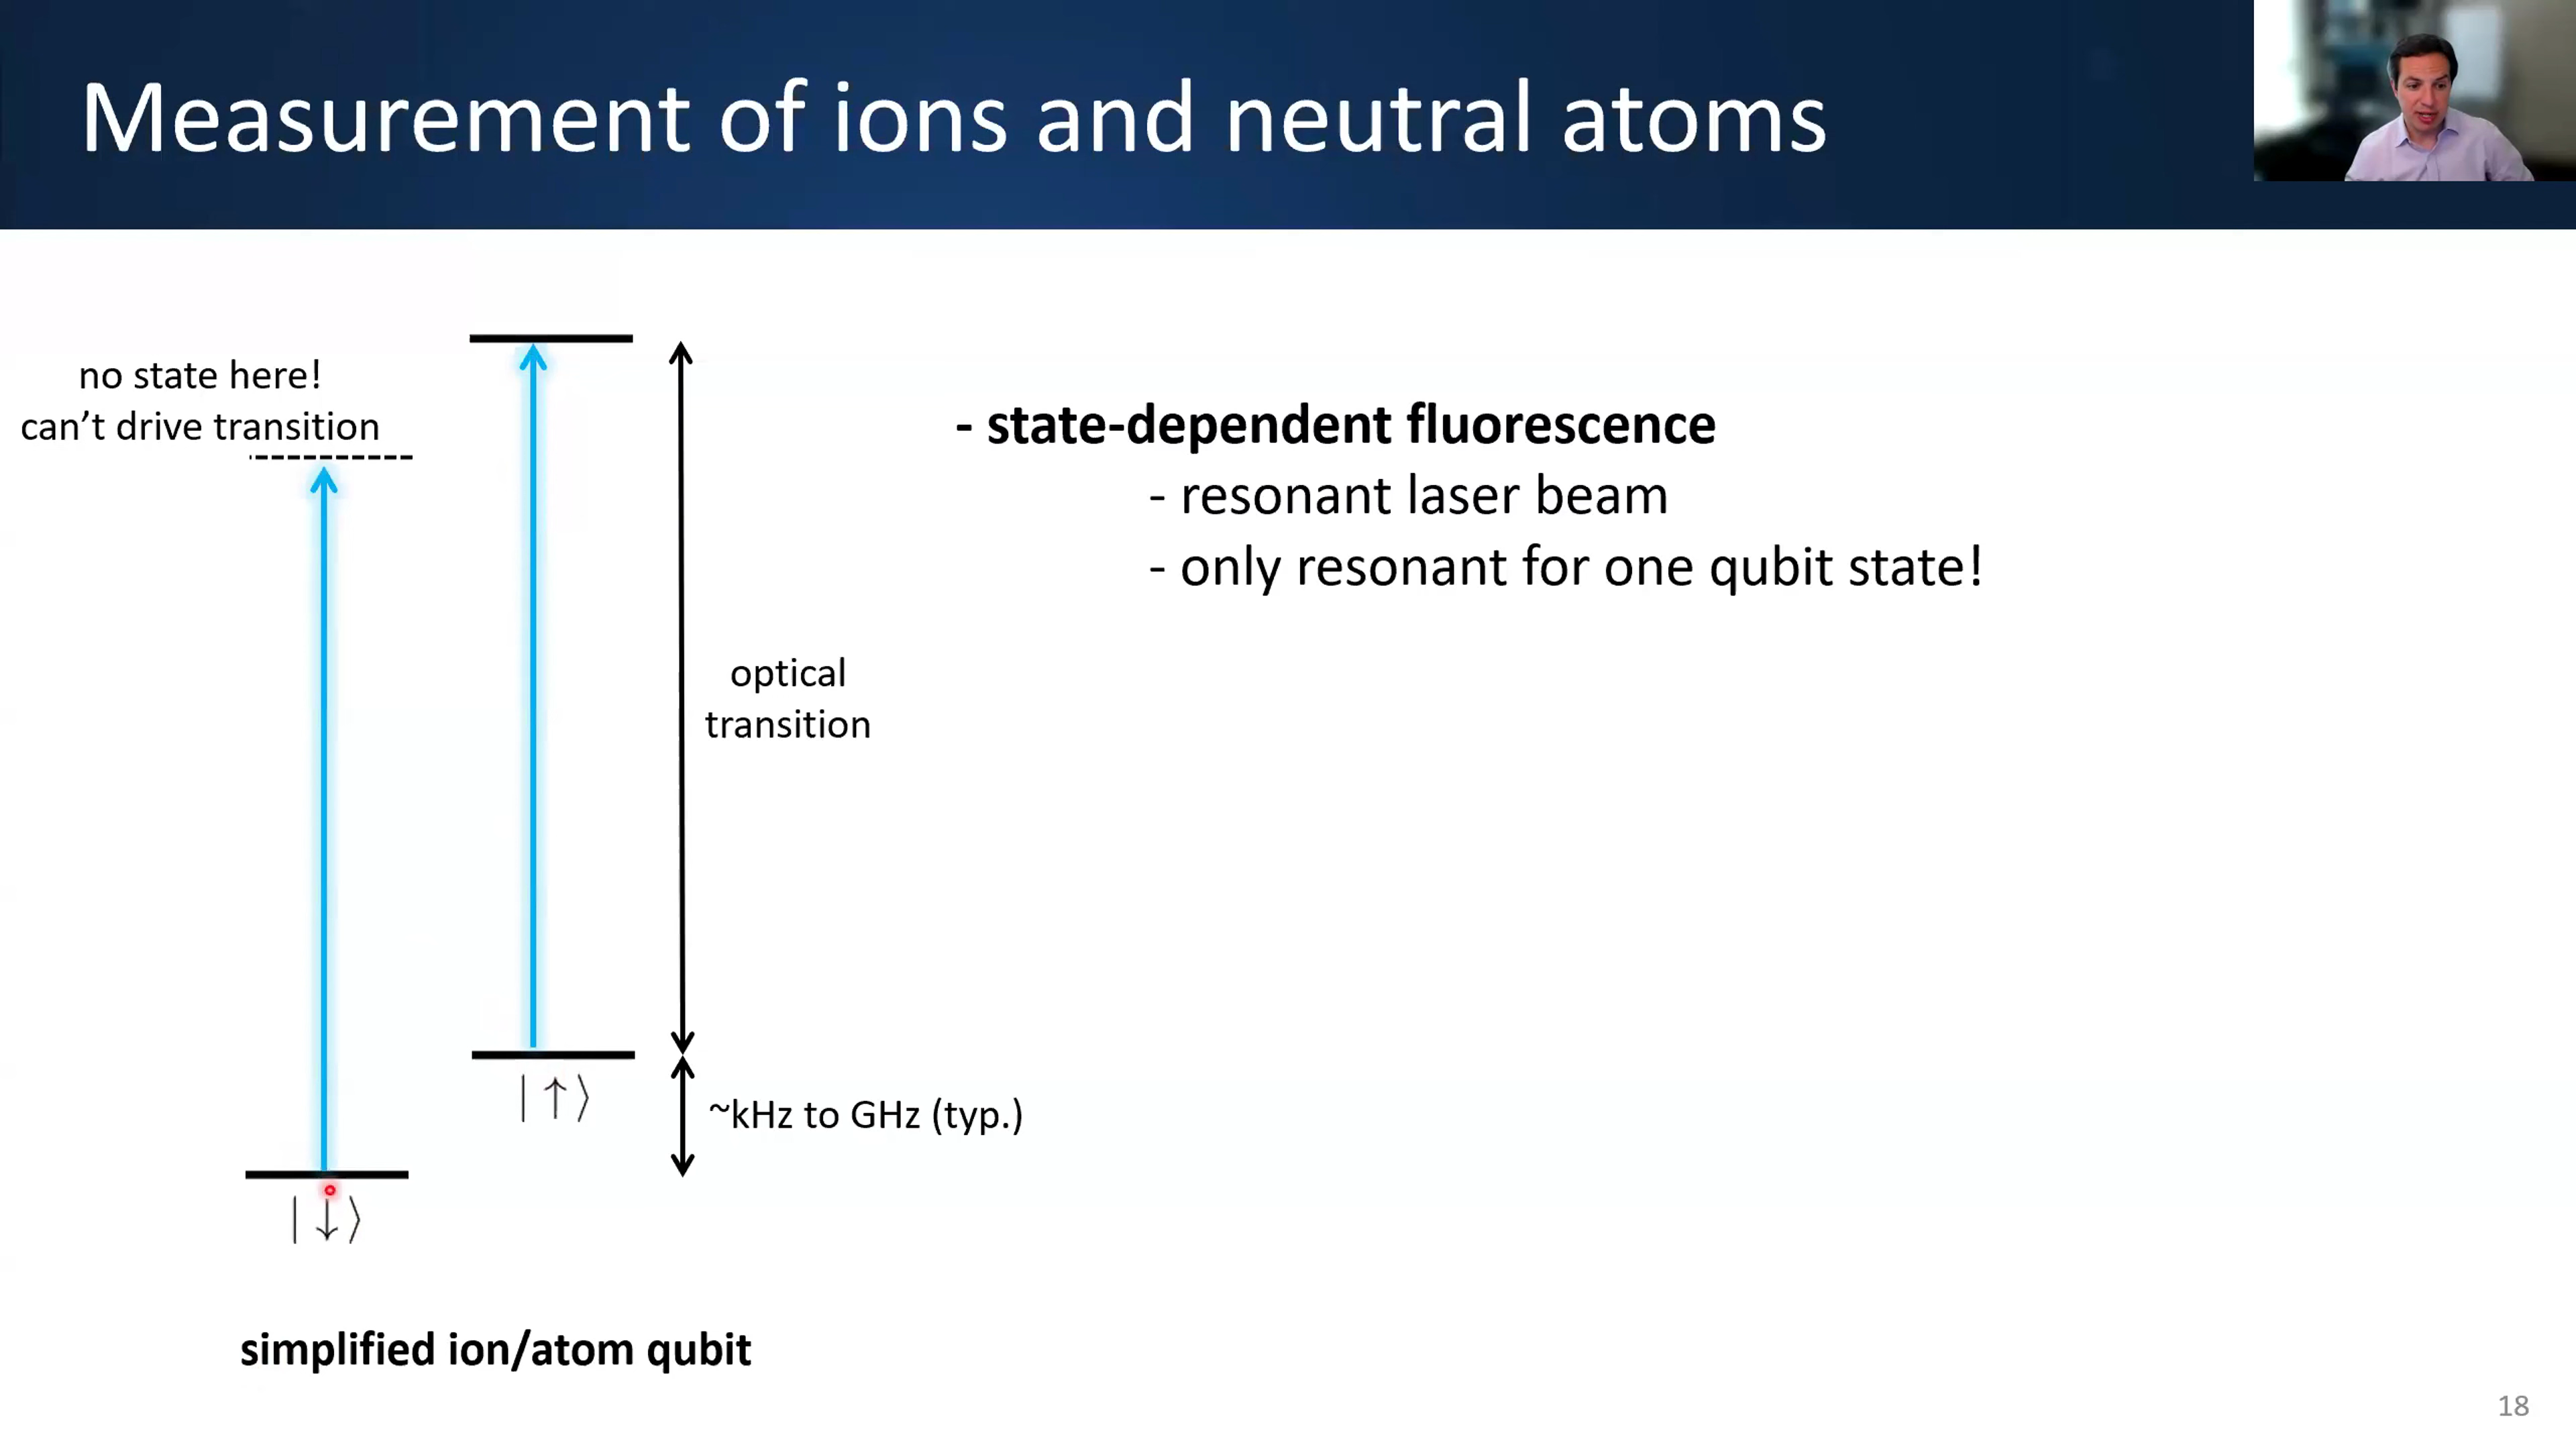 Measurement of ions and neutral atoms
no state here!
can’t drive transition
- state-dependent fluorescence
- resonant laser beam
- only resonant for one qubit state!
optical
transition
|↑⟩
~kHz to GHz (typ.)
|↓⟩
simplified ion/atom qubit
18